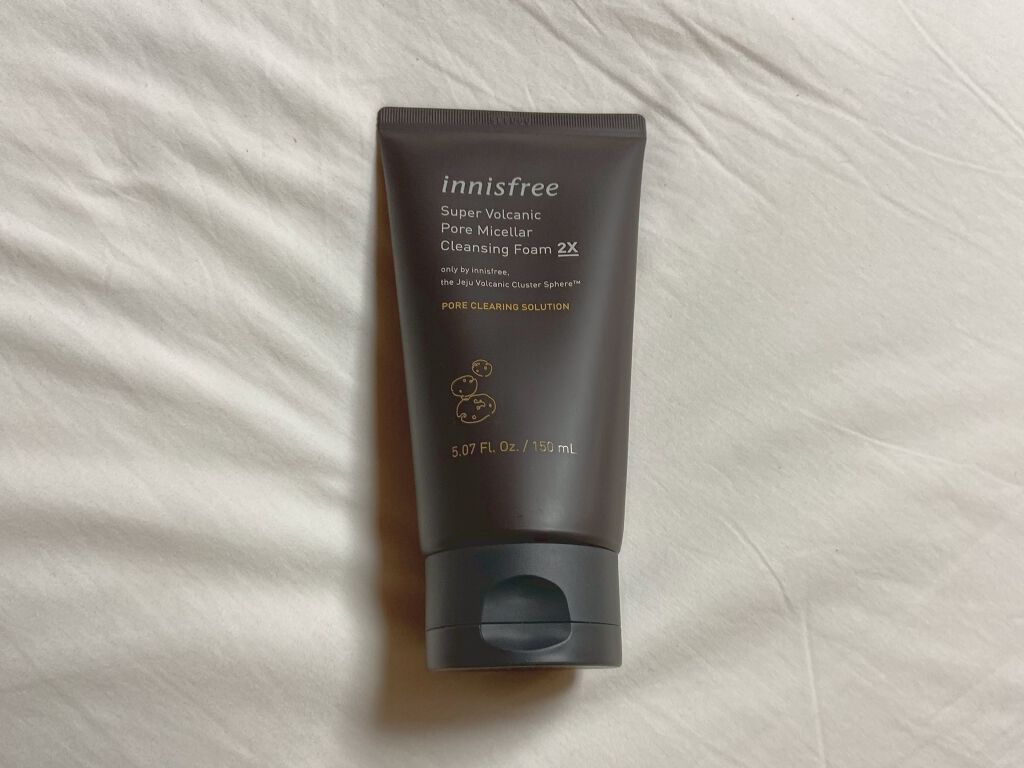 innisfree
Super Volcanic
Pore Micellar
Cleansing Foam 2X
only by innisfree,
the Jeju Volcanic Cluster Sphere™
PORE CLEARING SOLUTION
5.07 Fl. Oz. / 150 mL